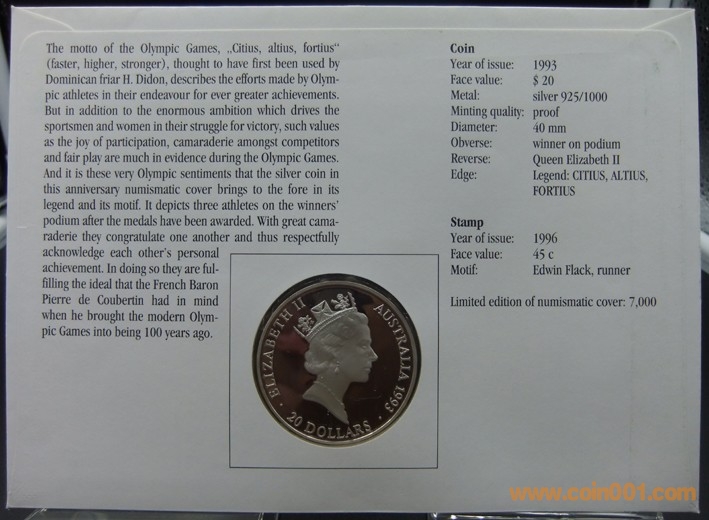 The motto of the Olympic Games, „Citius, altius, fortius“
(faster, higher, stronger), thought to have first been used by
Dominican friar H. Didon, describes the efforts made by Olym-
pic athletes in their endeavour for ever greater achievements.
But in addition to the enormous ambition which drives the
sportsmen and women in their struggle for victory, such values
as the joy of participation, camaraderie amongst competitors
and fair play are much in evidence during the Olympic Games.
And it is these very Olympic sentiments that the silver coin in
this anniversary numismatic cover brings to the fore in its
legend and its motif. It depicts three athletes on the winners’
podium after the medals have been awarded. With great cama-
raderie they congratulate one another and thus respectfully
acknowledge each other’s personal
achievement. In doing so they are ful-
filling the ideal that the French Baron
Pierre de Coubertin had in mind
when he brought the modern Olym-
pic Games into being 100 years ago.
Coin
Year of issue: 1993
Face value: $ 20
Metal: silver 925/1000
Minting quality: proof
Diameter: 40 mm
Obverse: winner on podium
Reverse: Queen Elizabeth II
Edge: Legend: CITIUS, ALTIUS,
FORTIUS
Stamp
Year of issue: 1996
Face value: 45 c
Motif: Edwin Flack, runner
Limited edition of numismatic cover: 7,000
ELIZABETH II
AUSTRALIA 1993
20 DOLLARS
www.coin001.com